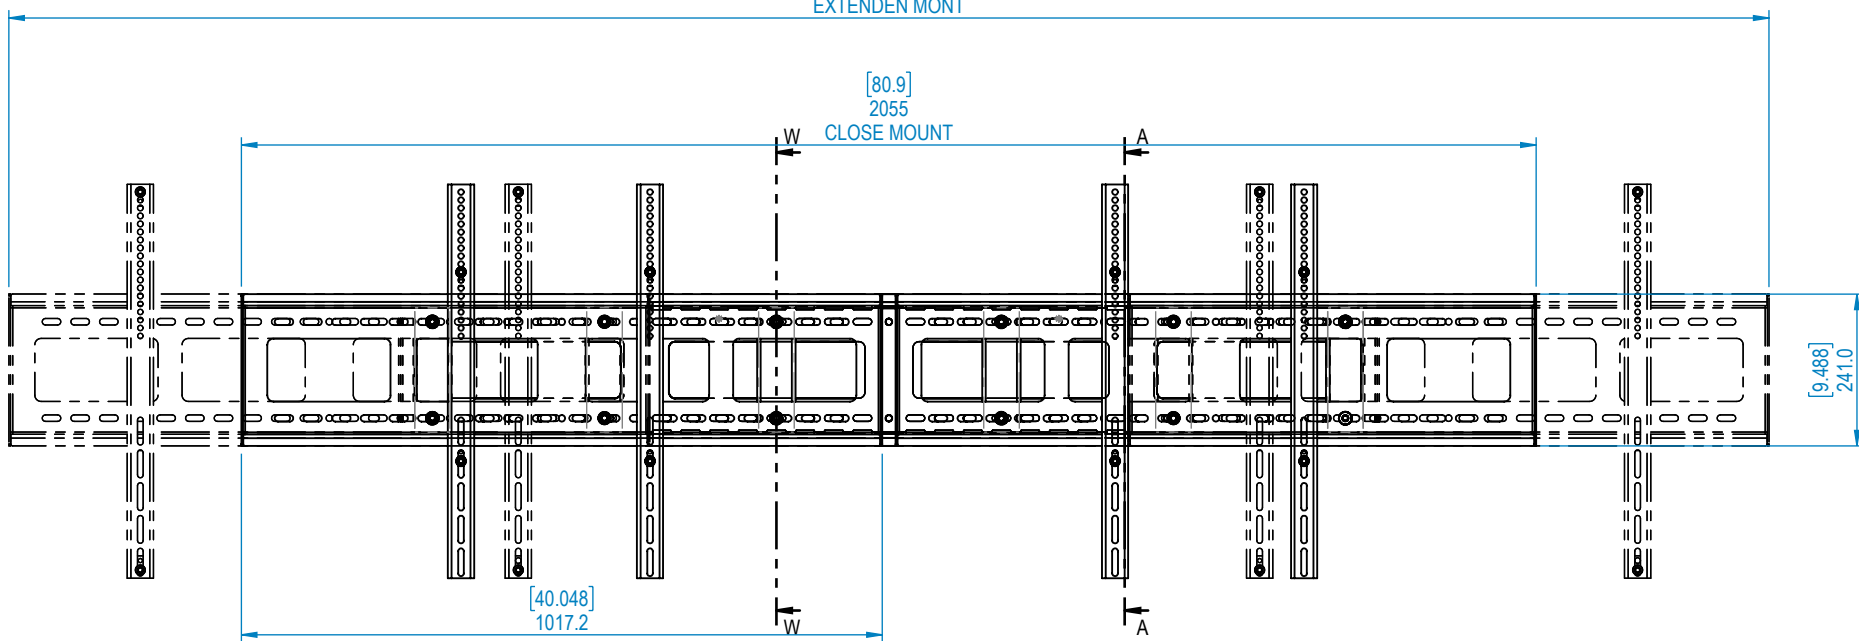 EXTENDEN MONT
[80.9]
2055
CLOSE MOUNT
W
A
[9.488]
241.0
[40.048]
1017.2
W
A